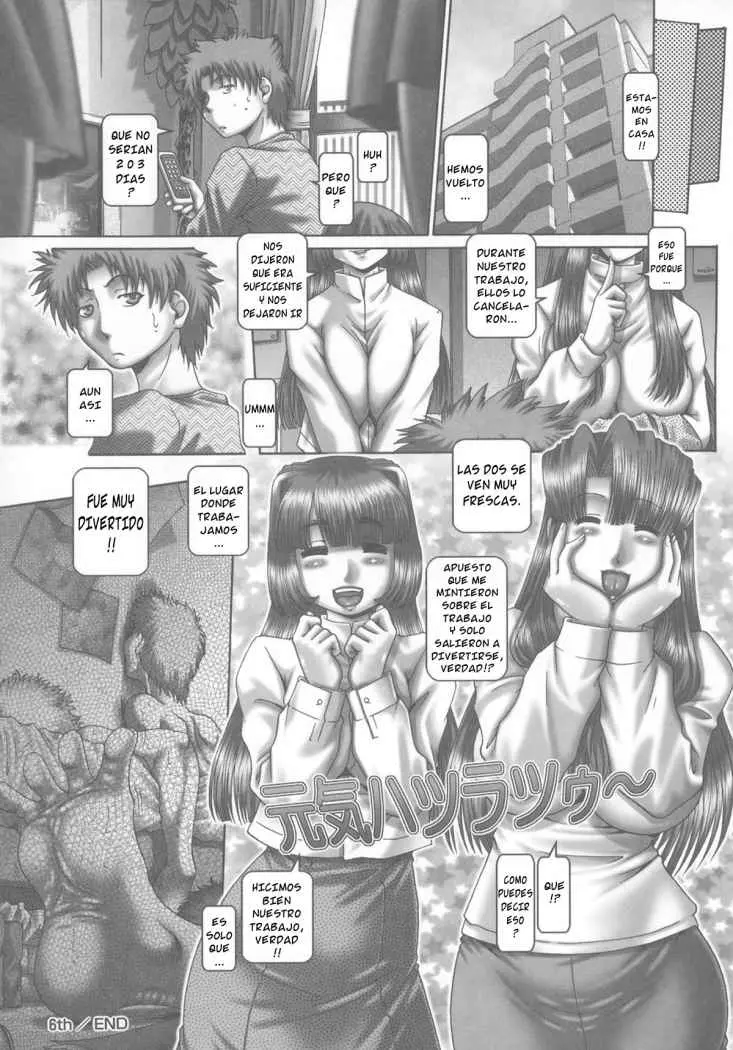 ESTA-
MOS
EN
CASA!!
HEMOS
VUELTO
...
HUH
?
PERO
QUE?
QUE NO
SERIAN
2 O 3
DIAS
?
ESO
FUE
PORQUE
...
DURANTE
NUESTRO
TRABAJO,
ELLOS LO
CANCELA-
RON...
NOS
DIJERON
QUE ERA
SUFICIENTE
Y NOS
DEJARON IR
UMMM
...
AUN
ASI
...
LAS DOS SE
VEN MUY
FRESCAS.
APUESTO
QUE ME
MINTIERON
SOBRE EL
TRABAJO
Y SOLO
SALIERON A
DIVERTIRSE,
VERDAD!?
EL LUGAR
DONDE
TRABA-
JAMOS
...
FUE MUY
DIVERTIDO
!!
元気ハツラツゥ～
QUE
!?
COMO
PUEDES
DECIR
ESO
?
HICIMOS
BIEN
NUESTRO
TRABAJO,
VERDAD
!!
ES
SOLO
QUE...
6th / END